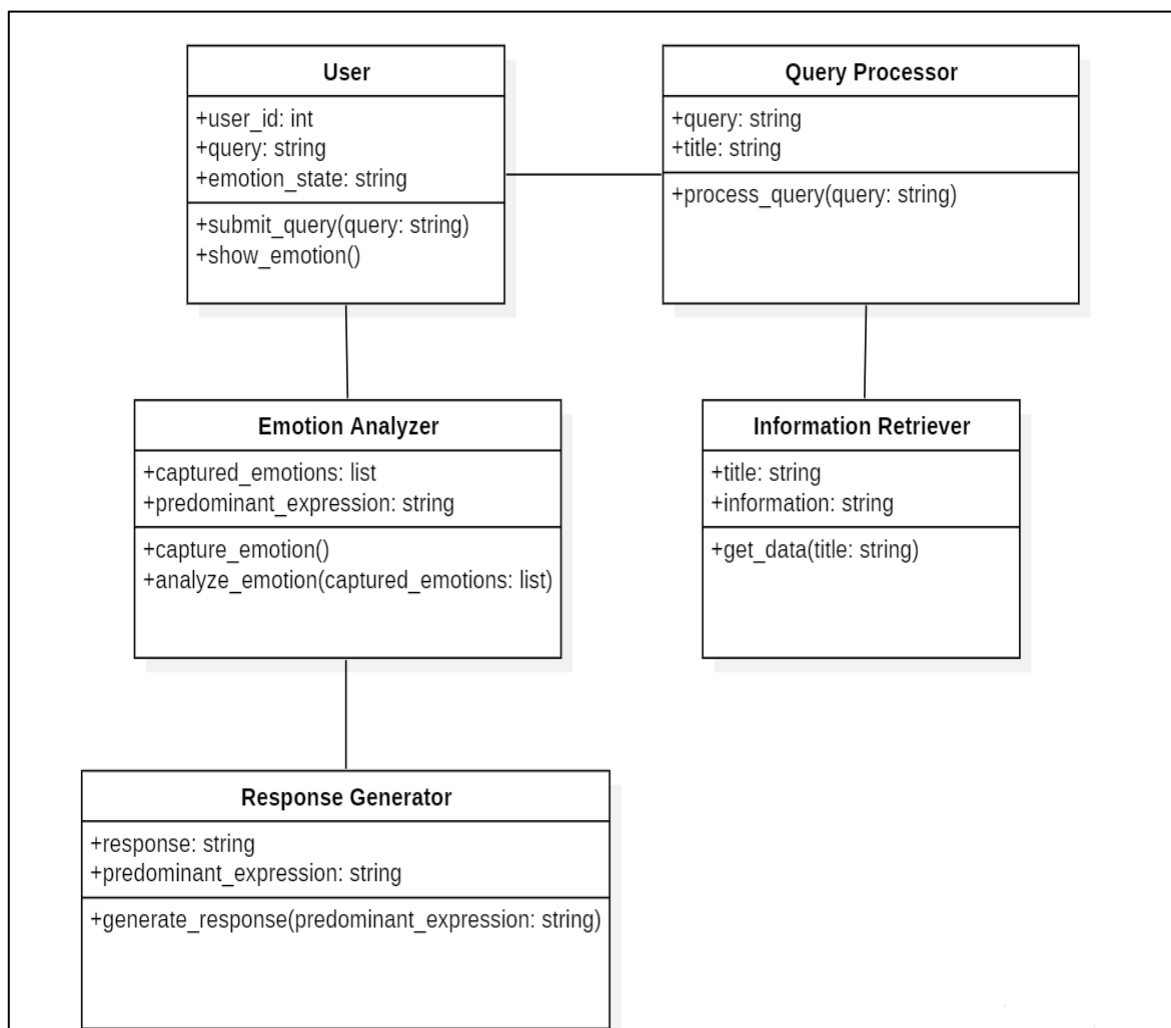 User
+user_id: int
+query: string
+emotion_state: string
+submit_query(query: string)
+show_emotion()
Query Processor
+query: string
+title: string
+process_query(query: string)
Emotion Analyzer
+captured_emotions: list
+predominant_expression: string
+capture_emotion()
+analyze_emotion(captured_emotions: list)
Information Retriever
+title: string
+information: string
+get_data(title: string)
Response Generator
+response: string
+predominant_expression: string
+generate_response(predominant_expression: string)